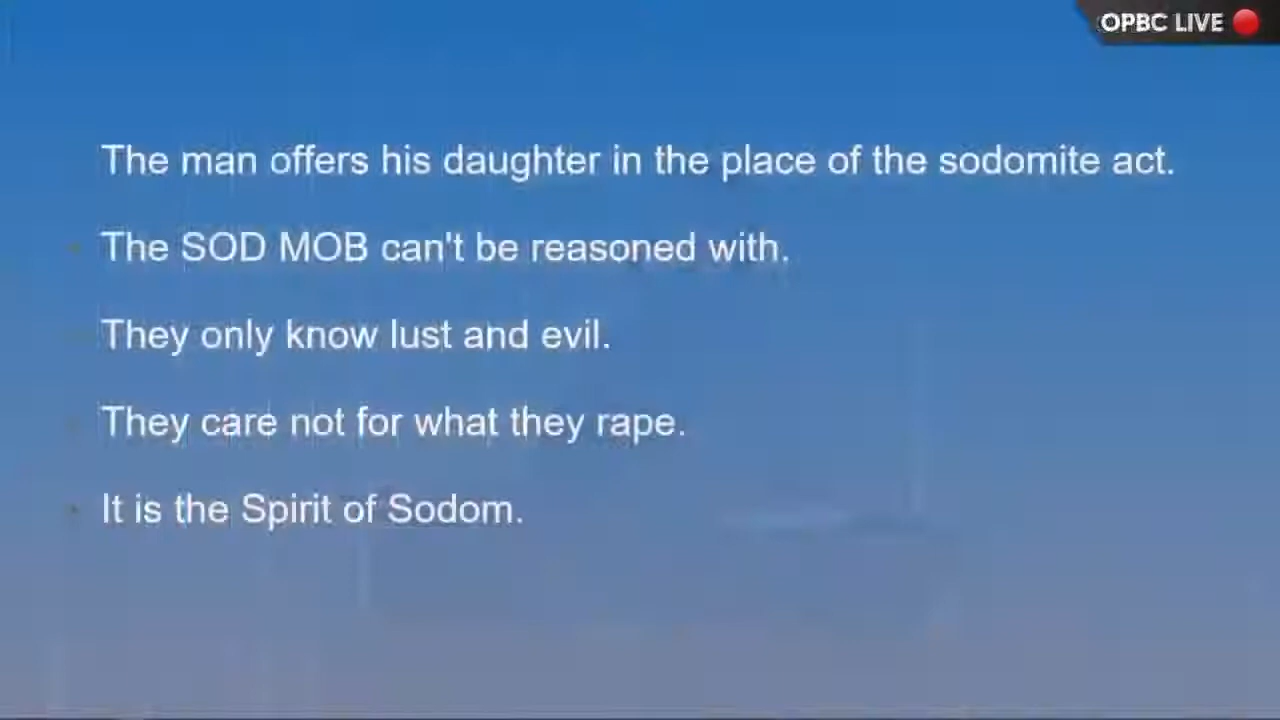 OPBC LIVE
The man offers his daughter in the place of the sodomite act.
The SOD MOB can't be reasoned with.
They only know lust and evil.
They care not for what they rape.
It is the Spirit of Sodom.